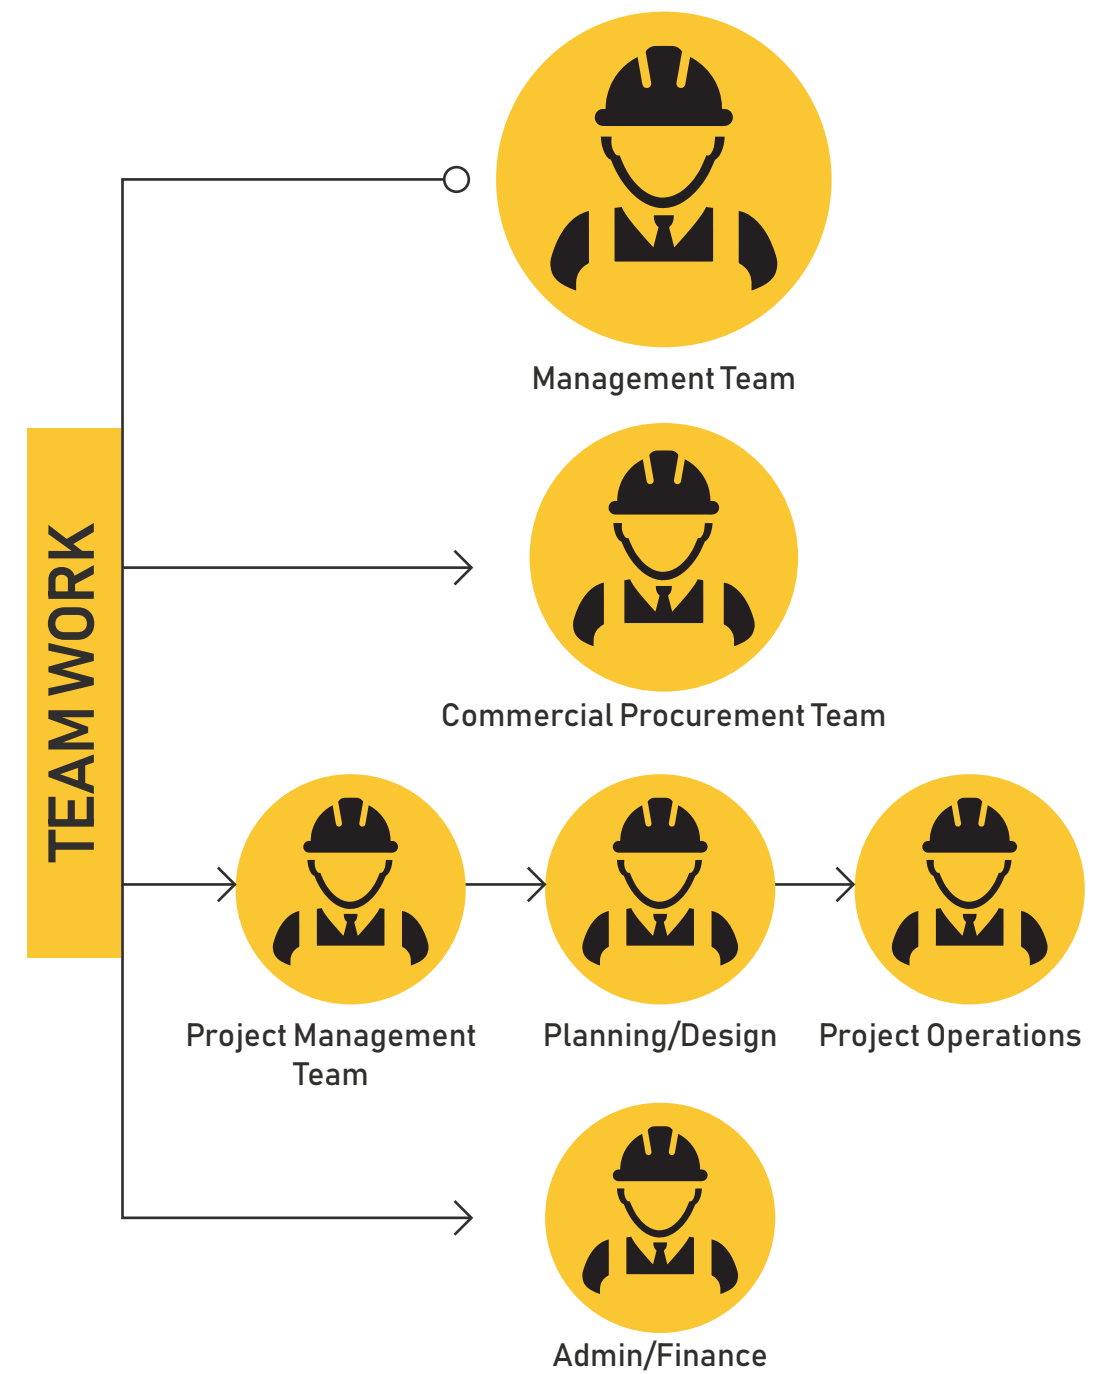 TEAM WORK
Management Team
Commercial Procurement Team
Project Management
Team
Planning/Design
Project Operations
Admin/Finance